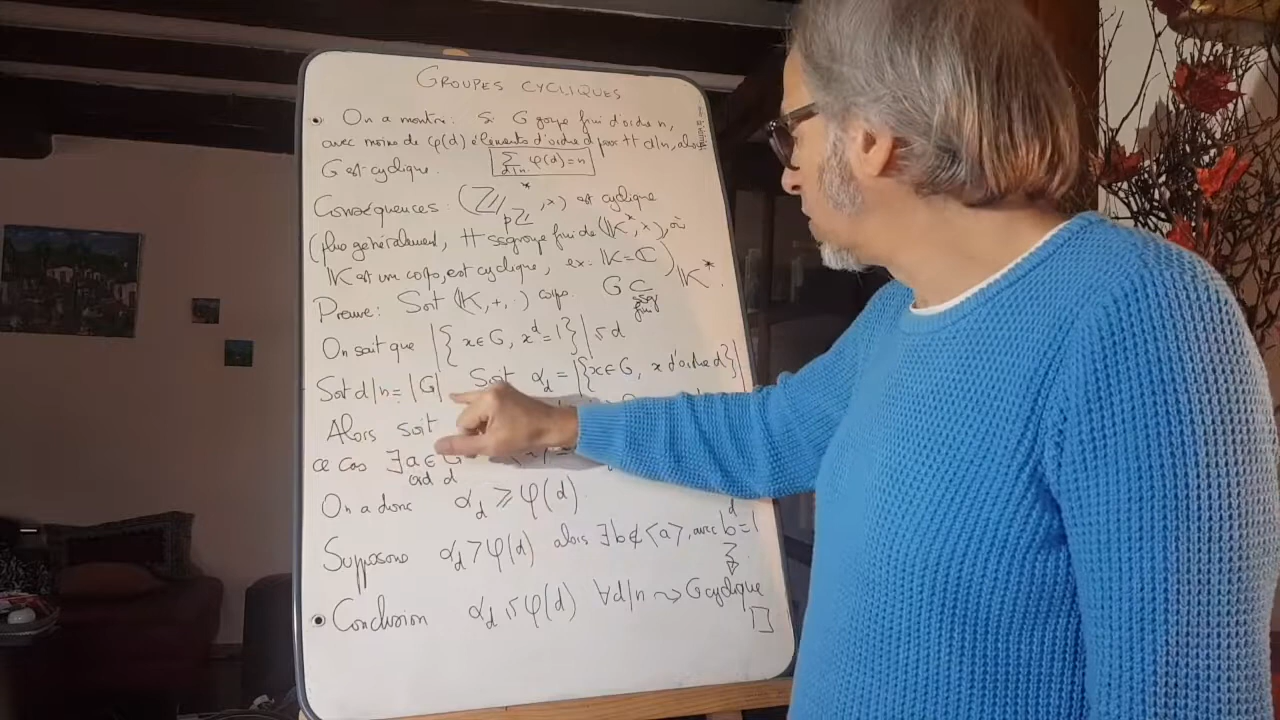 GROUPES CYCLIQUES
• On a montré : Si G groupe fini d'ordre n,
avec moins de φ(d) éléments d'ordre d pour tt d|n, alors
G est cyclique. ∑_{d|n} φ(d) = n
Conséquences : (ℤ/pℤ*, ×) est cyclique
(plus généralement, tt ssgroupe fini de (𝕂*, ×), où
𝕂 est un corps, est cyclique, ex: 𝕂 = ℂ)
Preuve : Soit (𝕂, +, ·) corps. G ⊂ 𝕂*.
ssgr fini
On sait que |{x ∈ G, x^d = 1}| ≤ d
Soit d|n = |G| Soit α_d = |{x ∈ G, x d'ordre d}|
Alors soit
ce cas ∃ a ∈ G
ord d
On a donc α_d ⩾ φ(d)
Supposons α_d > φ(d) alors ∃ b ∉ <a>, avec b^d = 1
• Conclusion α_d ≤ φ(d) ∀ d|n ⇝ G cyclique
□